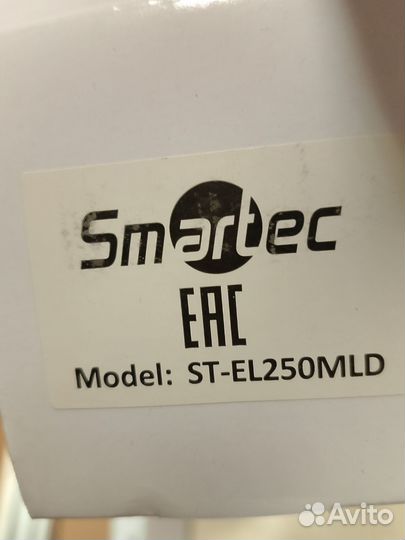 Smartec
EAC
Model: ST-EL250MLD
Avito